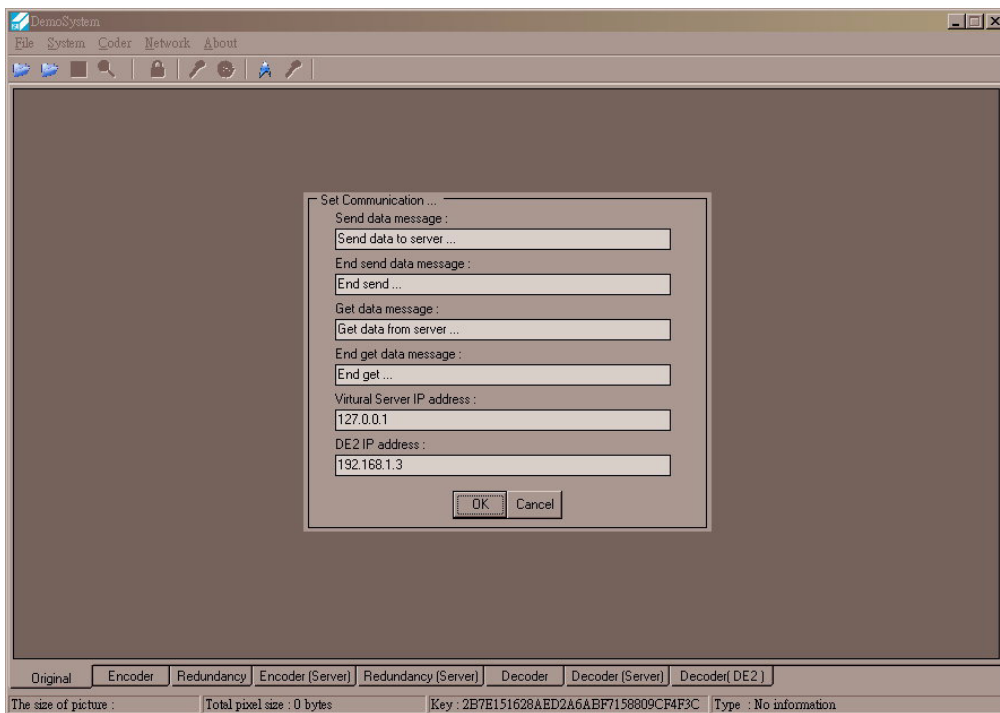 DemoSystem
File System Coder Network About
Set Communication ...
Send data message :
Send data to server ...
End send data message :
End send ...
Get data message :
Get data from server ...
End get data message :
End get ...
Virtural Server IP address :
127.0.0.1
DE2 IP address :
192.168.1.3
OK Cancel
Original Encoder Redundancy Encoder (Server) Redundancy (Server) Decoder Decoder (Server) Decoder( DE2 )
The size of picture : Total pixel size : 0 bytes Key : 2B7E151628AED2A6ABF7158809CF4F3C Type : No information